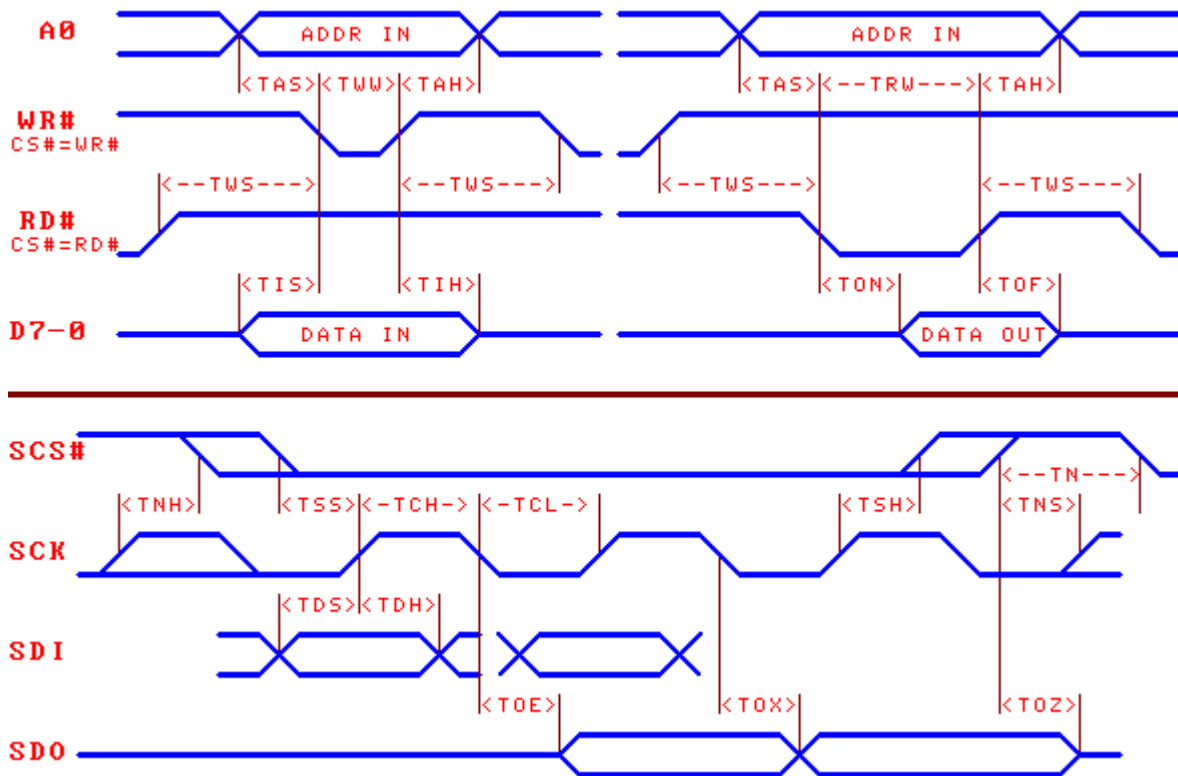 A0 ADDR IN ADDR IN
<TAS> <TWW> <TAH> <TAS> <--TRW---> <TAH>
WR#
CS#=WR#
<--TWS---> <--TWS---> <--TWS---> <--TWS--->
RD#
CS#=RD#
<TIS> <TIH> <TON> <TOF>
D7-0 DATA IN DATA OUT
SCS#
<--TN--->
<TNH> <TSS> <-TCH-> <-TCL-> <TSH> <TNS>
SCK
<TDS> <TDH>
SDI
<TOE> <TOX> <TOZ>
SDO